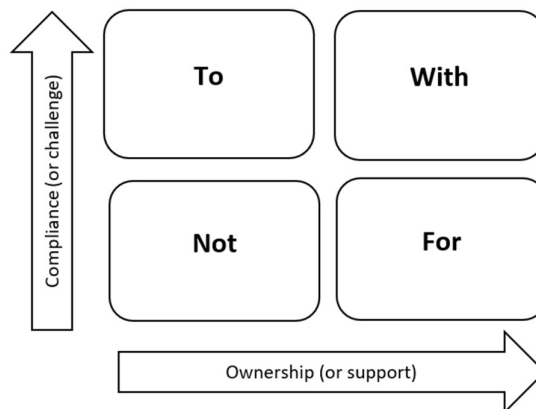 To
With
Compliance (or challenge)
Not
For
Ownership (or support)